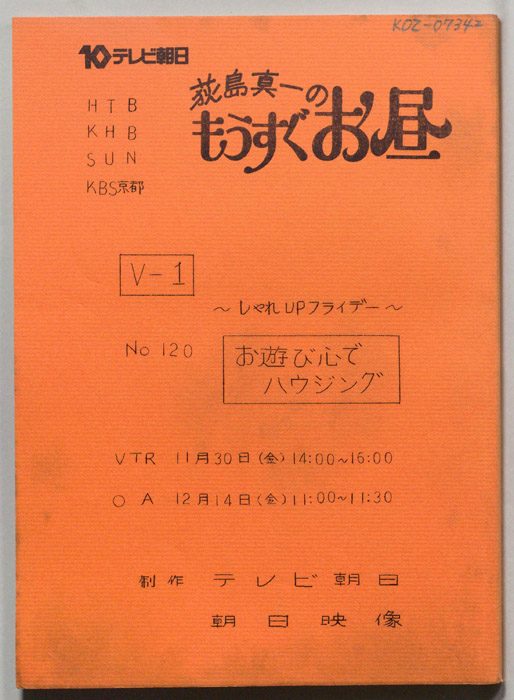 KOZ-07342
10テレビ朝日
荻島真一の
もうすぐお昼
HTB
KHB
SUN
KBS京都
V-1
～しゃれUPフライデー～
No 120
お遊び心で
ハウジング
VTR 11月30日(金)14:00～16:00
O A 12月14日(金)11:00～11:30
制作 テレビ朝日
朝日映像